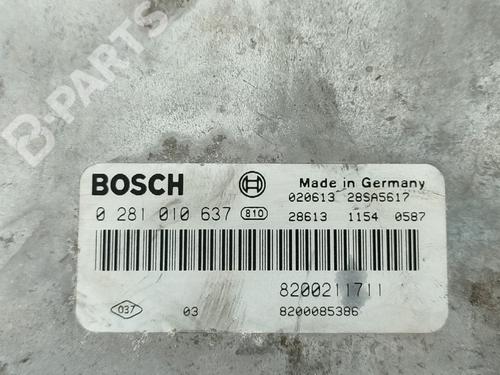 B-PARTS
BOSCH
Made in Germany
020613 28SA5617
0 281 010 637 810
28613 1154 0587
8200211711
037 03 8200085386